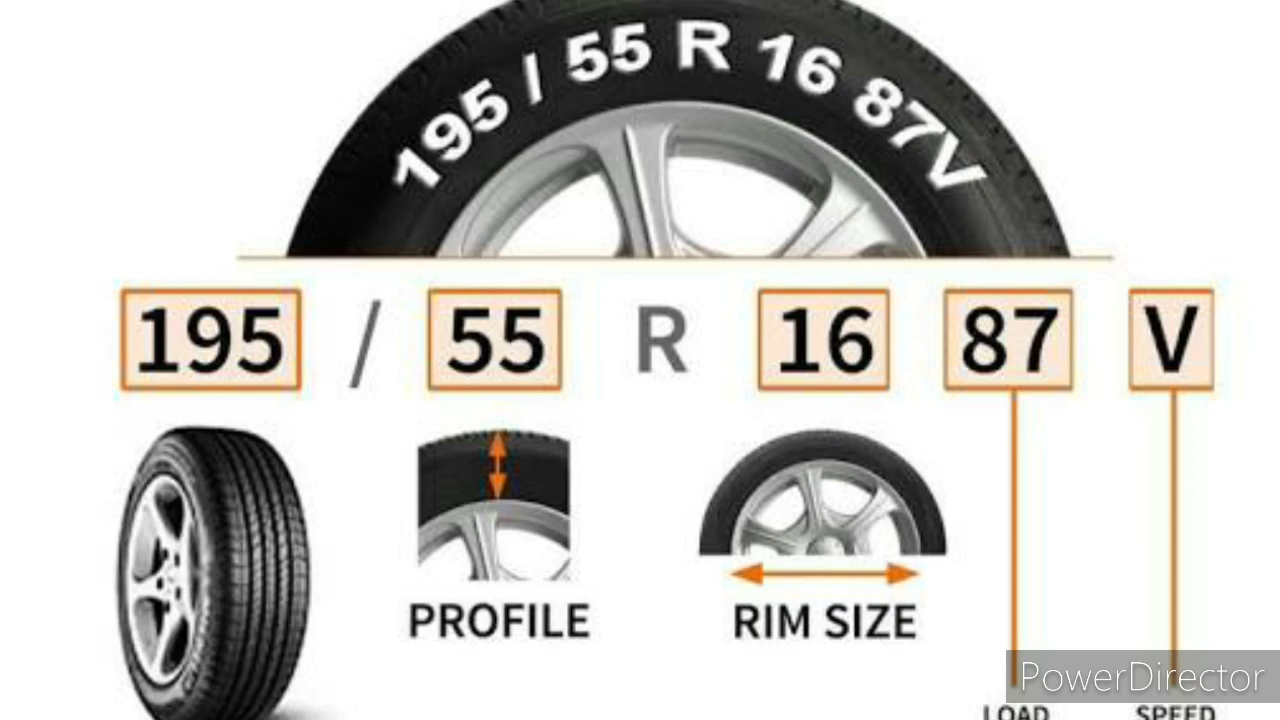 195 / 55 R 16 87V
195 / 55 R 16 87 V
PROFILE
RIM SIZE
PowerDirector
LOAD
SPEED